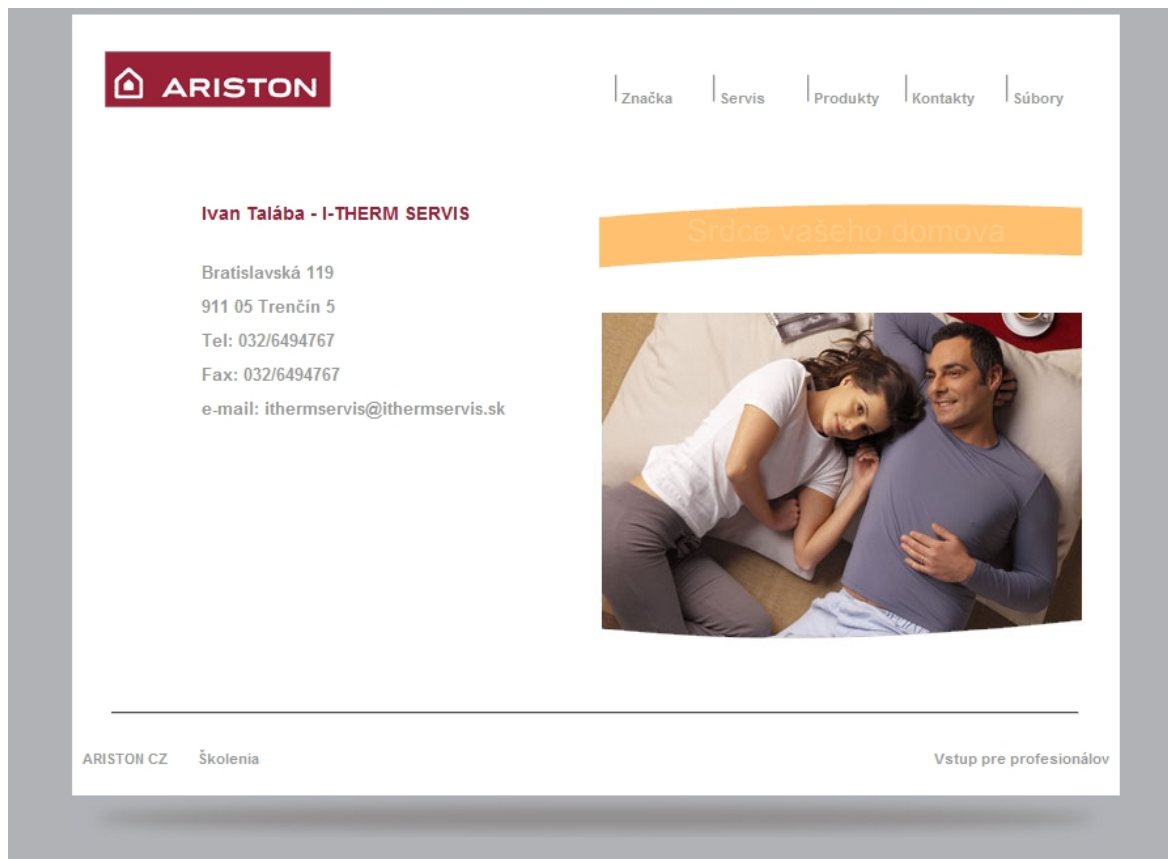 ARISTON
Značka Servis Produkty Kontakty Súbory
Ivan Talába - I-THERM SERVIS
Bratislavská 119
911 05 Trenčín 5
Tel: 032/6494767
Fax: 032/6494767
e-mail: ithermservis@ithermservis.sk
Srdce vašeho domova
ARISTON CZ Školenia Vstup pre profesionálov